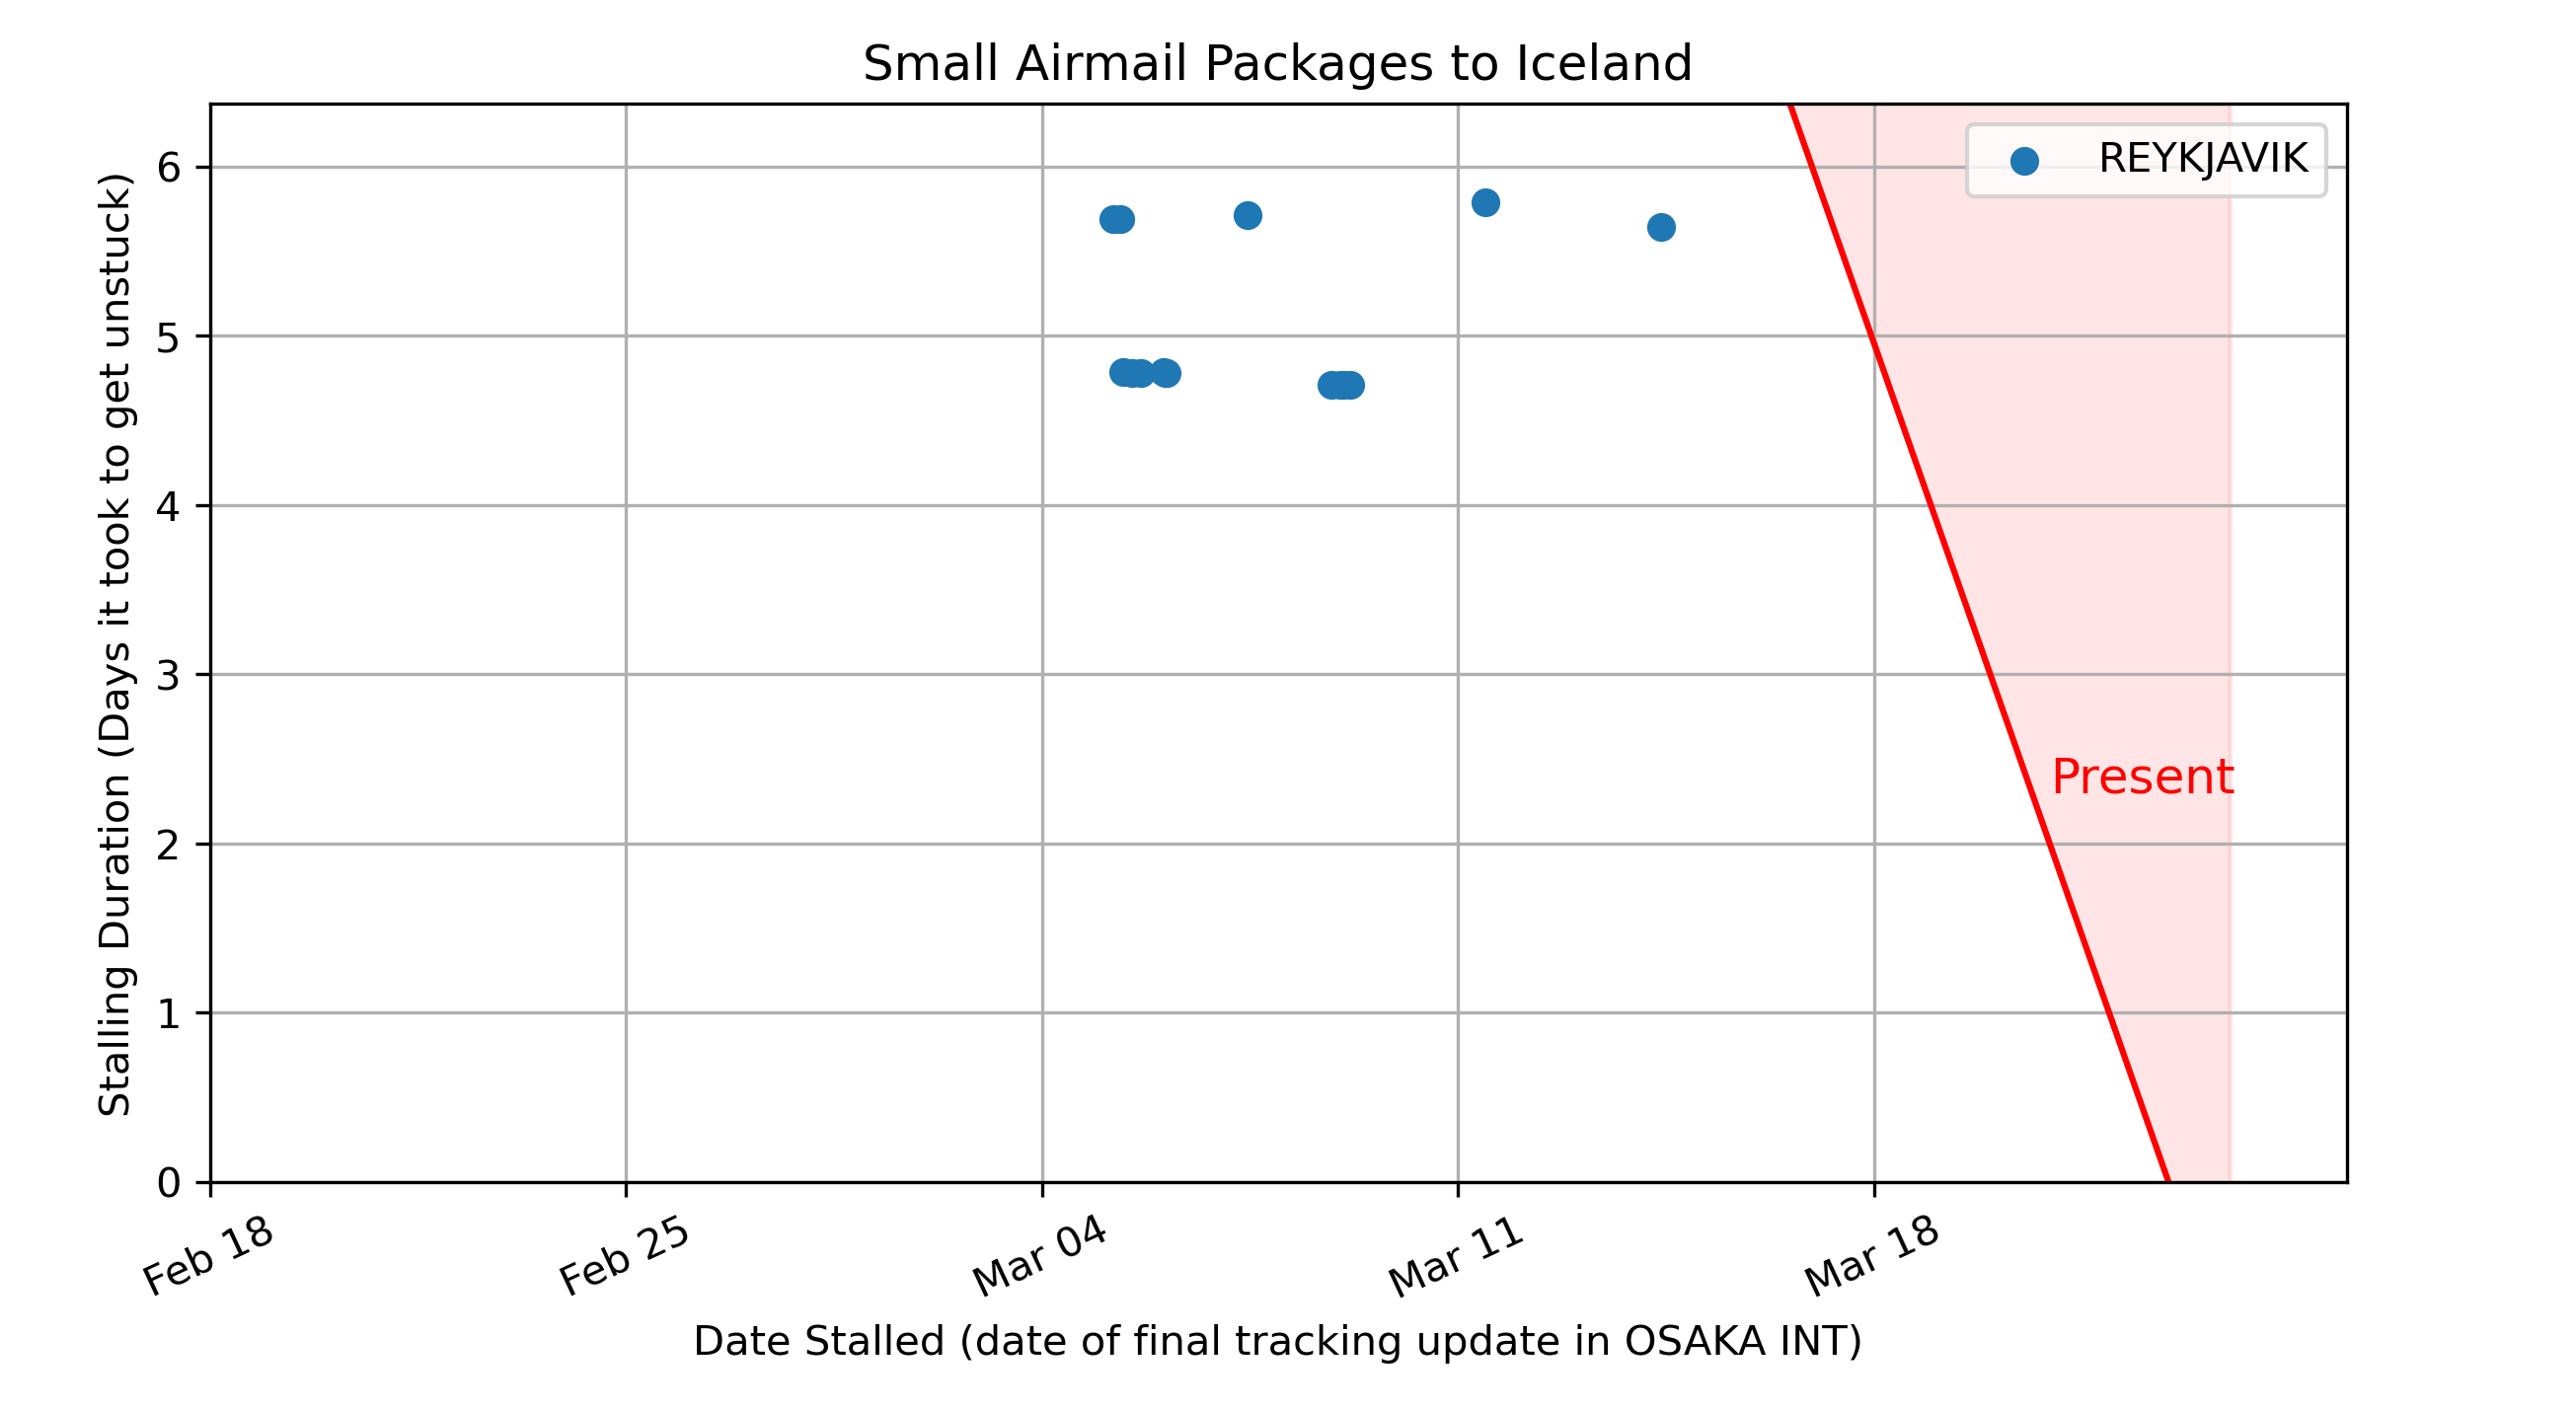 Small Airmail Packages to Iceland
REYKJAVIK
Stalling Duration (Days it took to get unstuck)
6
5
4
3
2
1
0
Present
Feb 18
Feb 25
Mar 04
Mar 11
Mar 18
Date Stalled (date of final tracking update in OSAKA INT)